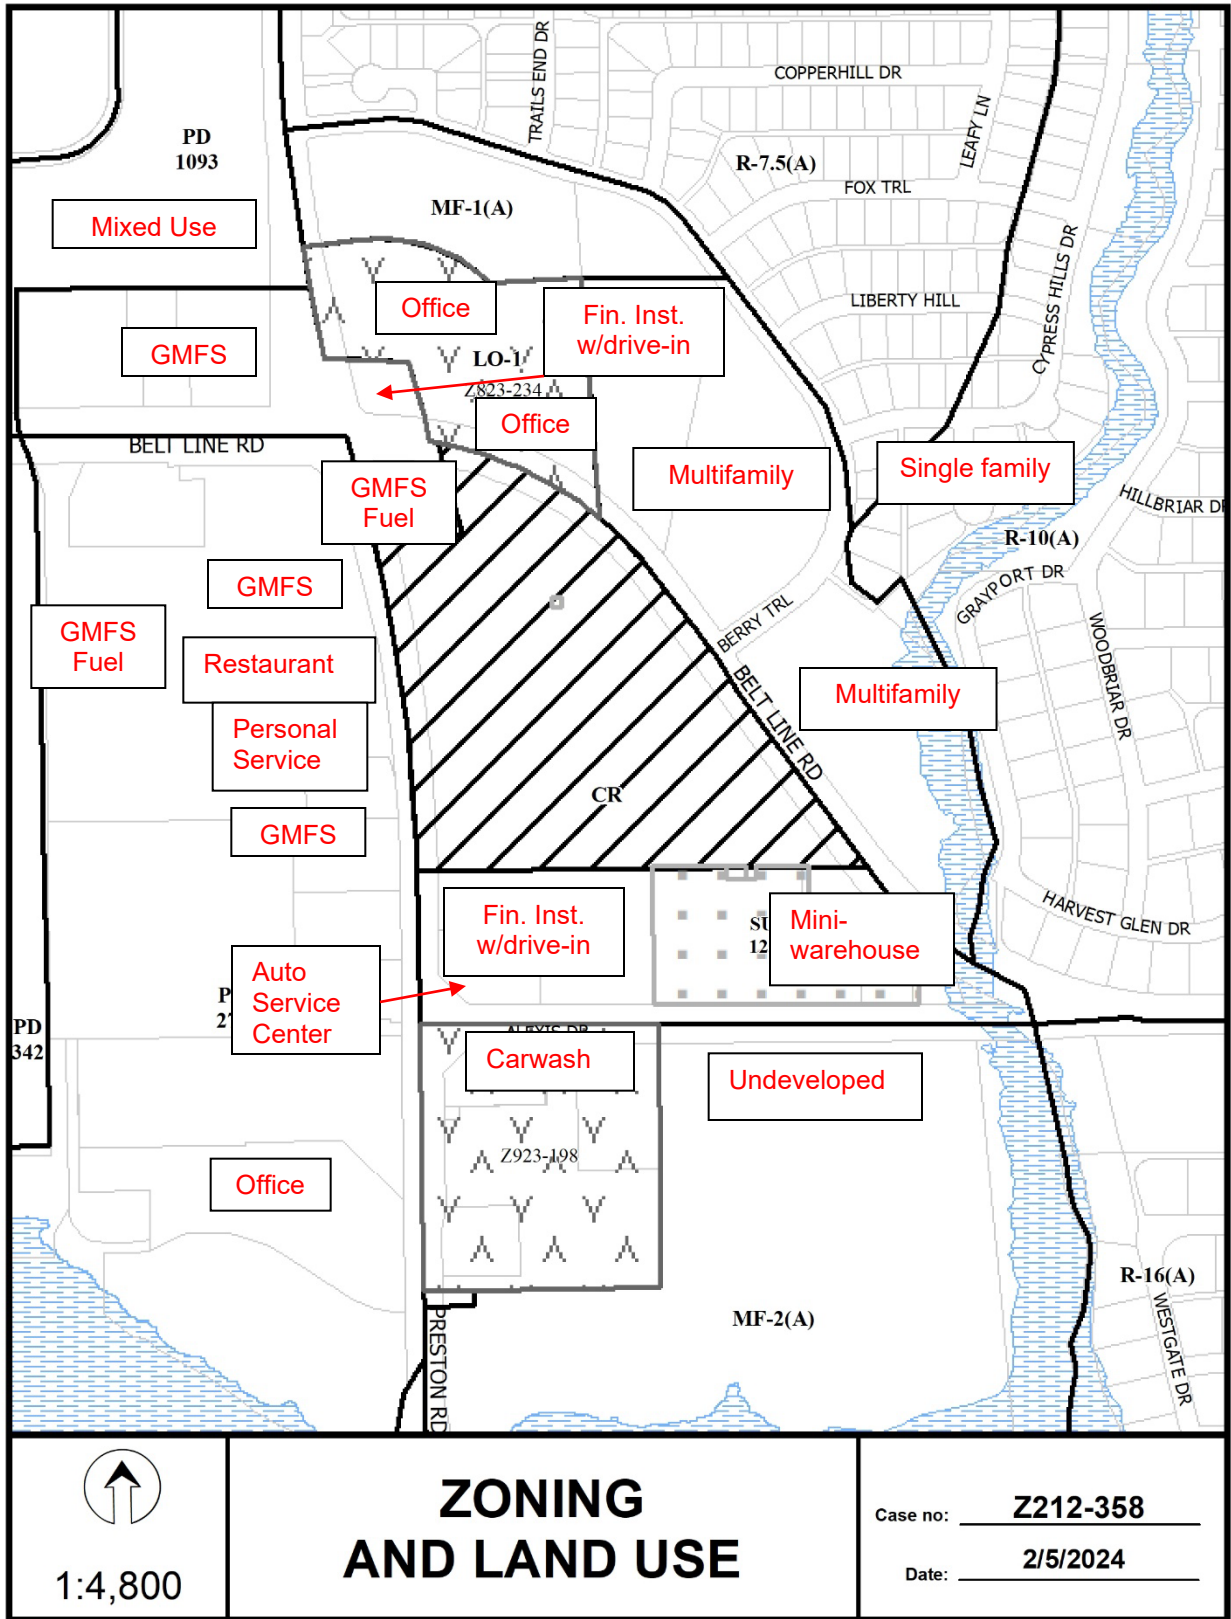 COPPERHILL DR
TRAILS END DR
LEAFY LN
PD
1093
R-7.5(A)
FOX TRL
MF-1(A)
Mixed Use
CYPRESS HILLS DR
LIBERTY HILL
Office
Fin. Inst.
w/drive-in
GMFS
LO-1
Z823-234
Office
BELT LINE RD
Multifamily
Single family
GMFS
Fuel
HILLBRIAR
R-10(A)
GRAYPORT DR
GMFS
GMFS
Fuel
BERRY TRL
WOODBRIAR DR
Restaurant
Multifamily
BELT LINE RD
Personal
Service
CR
GMFS
Fin. Inst.
w/drive-in
Mini-
warehouse
HARVEST GLEN DR
Auto
Service
Center
PD
342
ALEXIS DR
Carwash
Undeveloped
Z923-198
Office
R-16(A)
WESTGATE DR
MF-2(A)
PRESTON RD
1:4,800
ZONING
AND LAND USE
Case no: Z212-358
Date: 2/5/2024